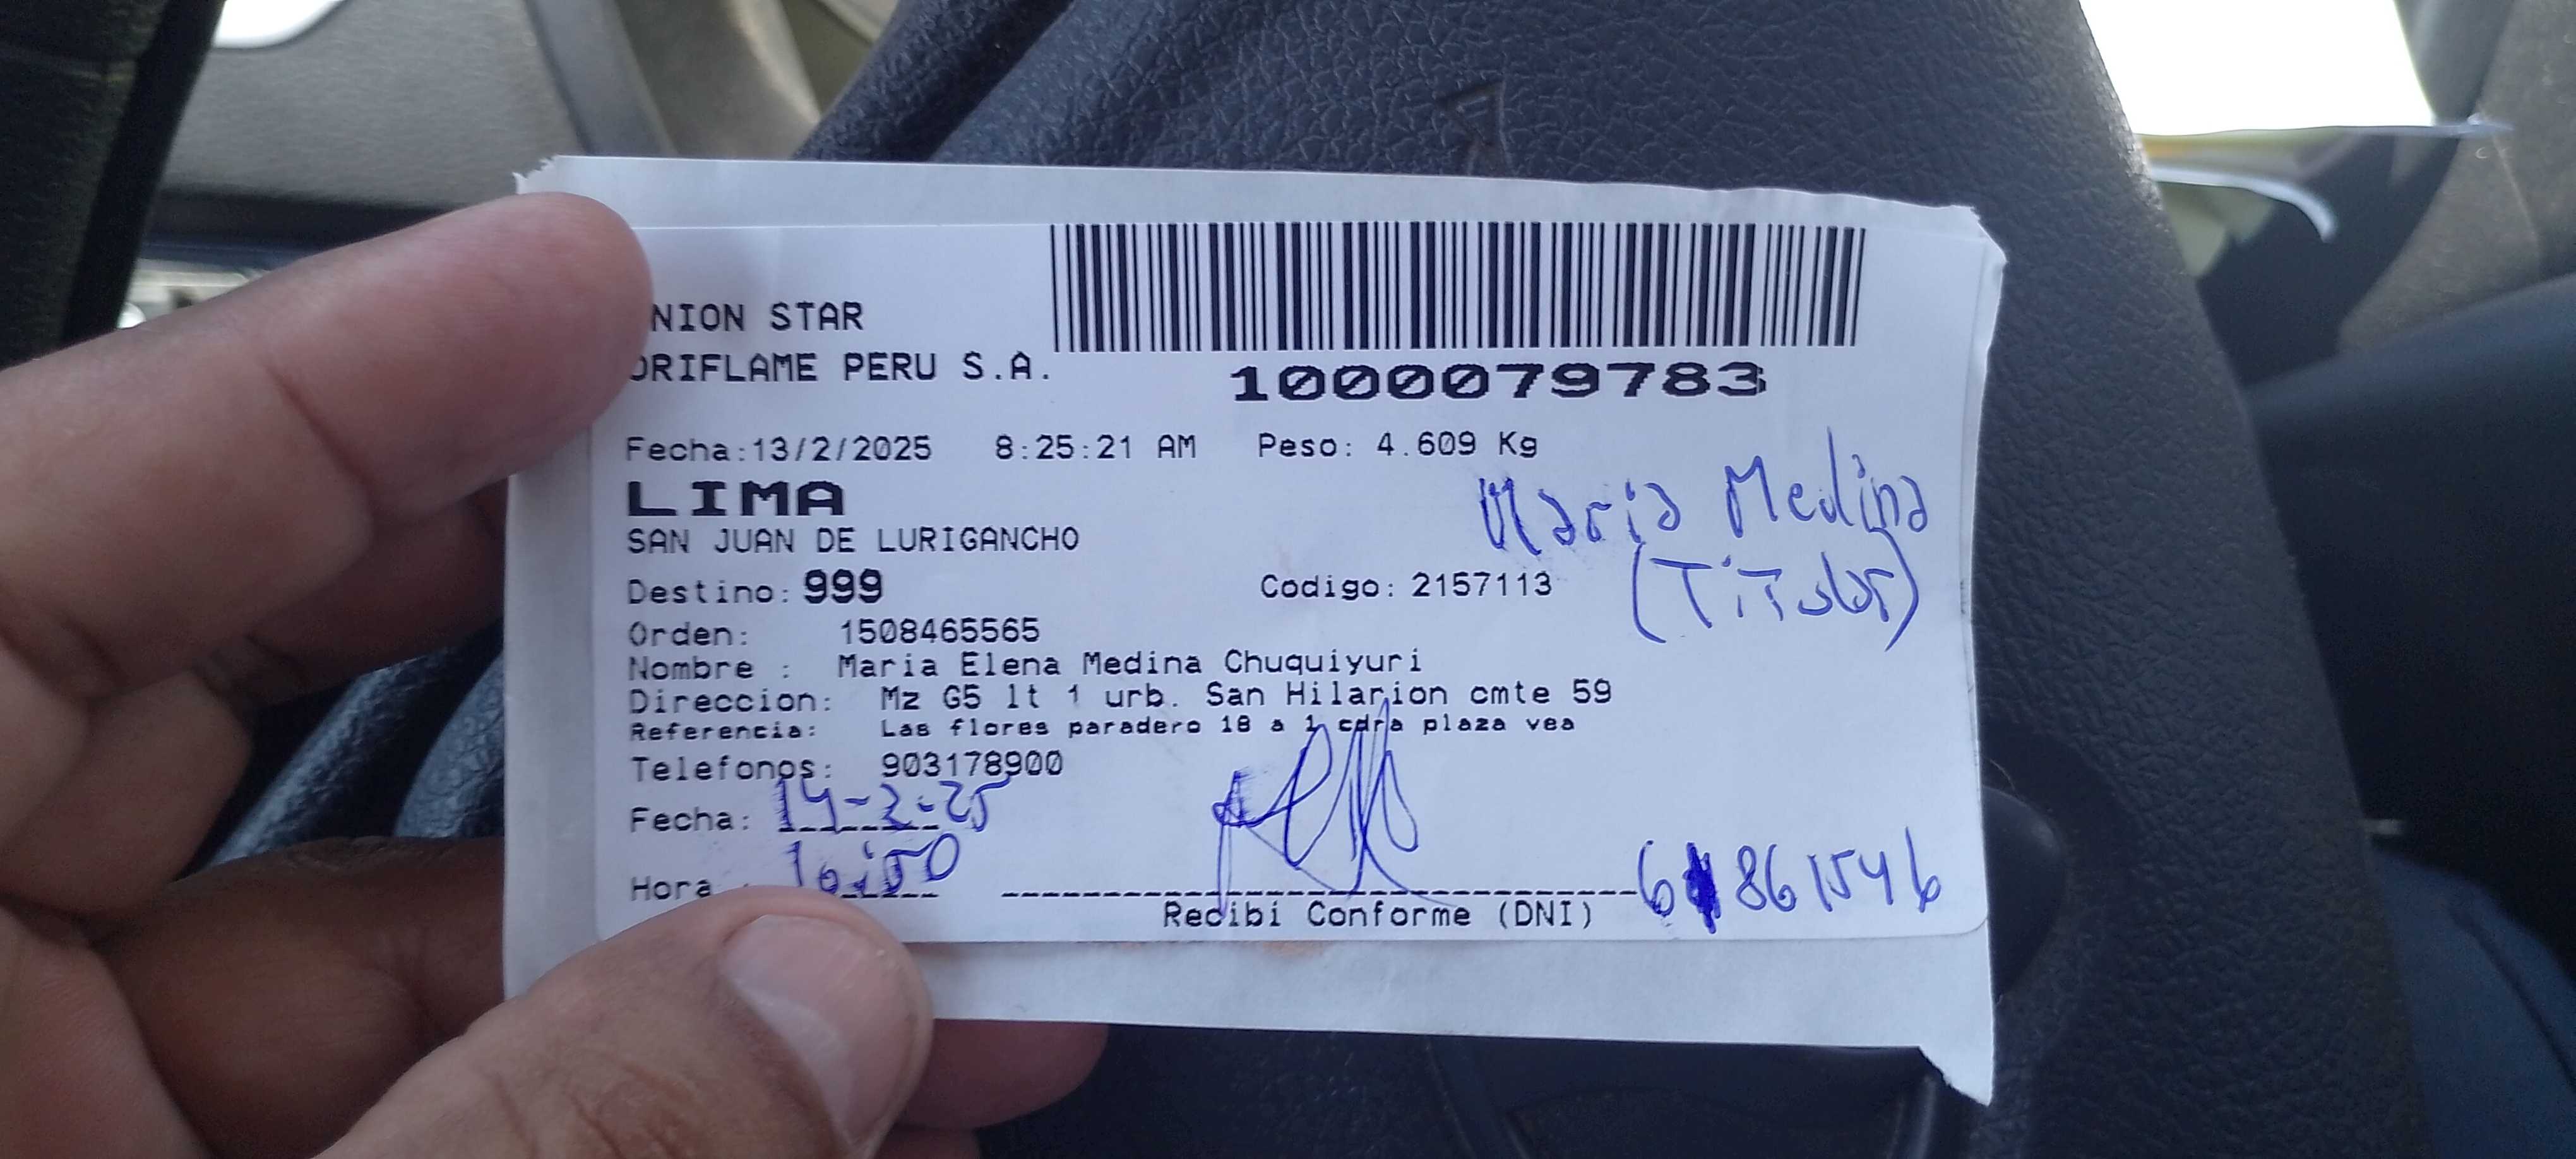 NION STAR
ORIFLAME PERU S.A.
1000079783
Fecha:13/2/2025 8:25:21 AM Peso: 4.609 Kg
LIMA
Maria Medina
SAN JUAN DE LURIGANCHO
(Titular)
Destino: 999 Codigo: 2157113
Orden: 1508465565
Nombre : Maria Elena Medina Chuquiyuri
Direccion: Mz G5 lt 1 urb. San Hilarion cmte 59
Referencia: Las flores paradero 18 a 1 cdra plaza vea
Telefonos: 903178900
Fecha: 14-2-25
Hora : 10:50
Recibi Conforme (DNI)